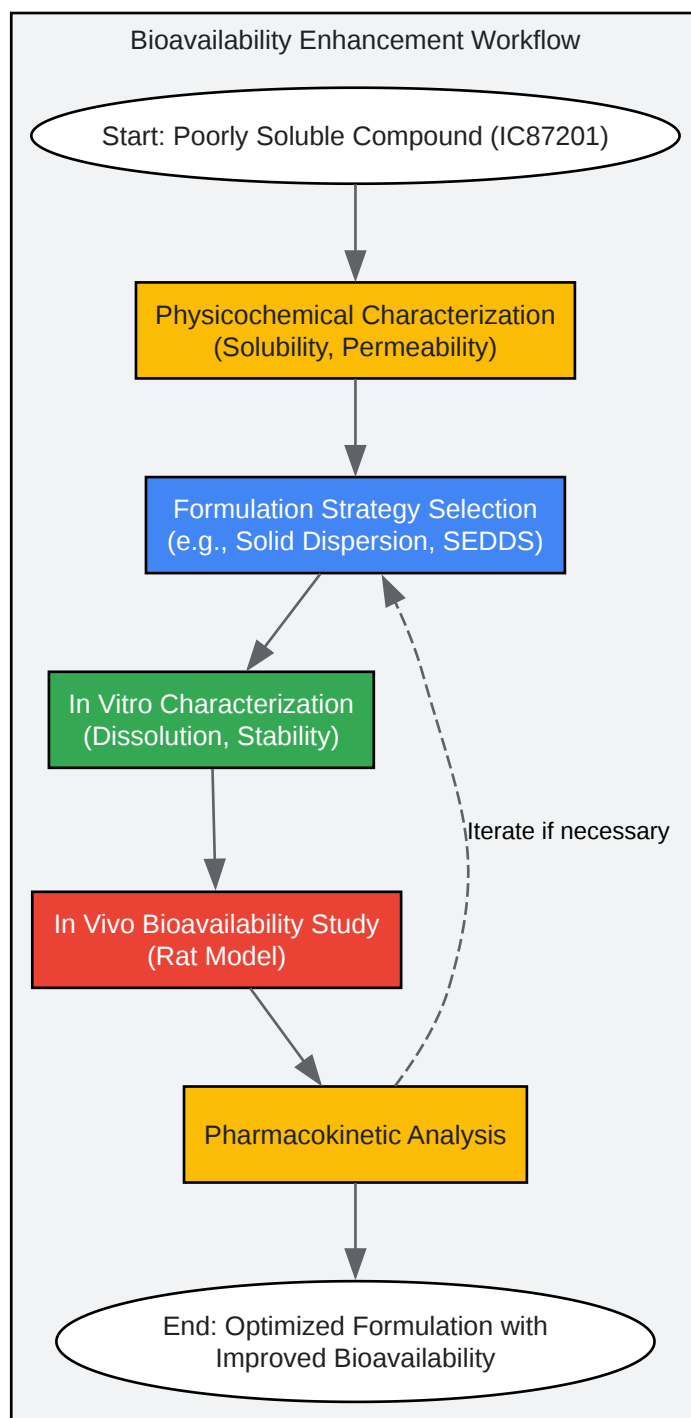 Bioavailability Enhancement Workflow
Start: Poorly Soluble Compound (IC87201)
Physicochemical Characterization
(Solubility, Permeability)
Formulation Strategy Selection
(e.g., Solid Dispersion, SEDDS)
In Vitro Characterization
(Dissolution, Stability)
Iterate if necessary
In Vivo Bioavailability Study
(Rat Model)
Pharmacokinetic Analysis
End: Optimized Formulation with
Improved Bioavailability